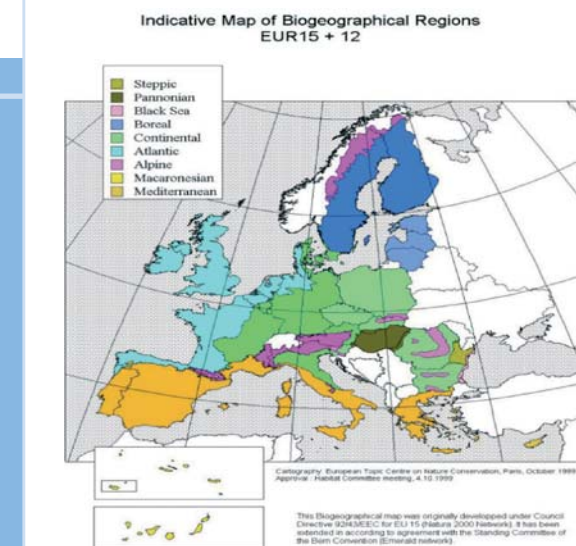 Indicative Map of Biogeographical Regions
EUR15 + 12
Steppic
Pannonian
Black Sea
Boreal
Continental
Atlantic
Alpine
Macaronesian
Mediterranean
Cartography: European Topic Centre on Nature Conservation, Paris, October 1999
Approval : Habitat Committee meeting, 4.10.1999
This Biogeographical map was originally developped under Council
Directive 92/43/EEC for EU 15 (Natura 2000 Network). It has been
extended in according to agreement with the Standing Committee of
the Bern Convention (Emerald network).